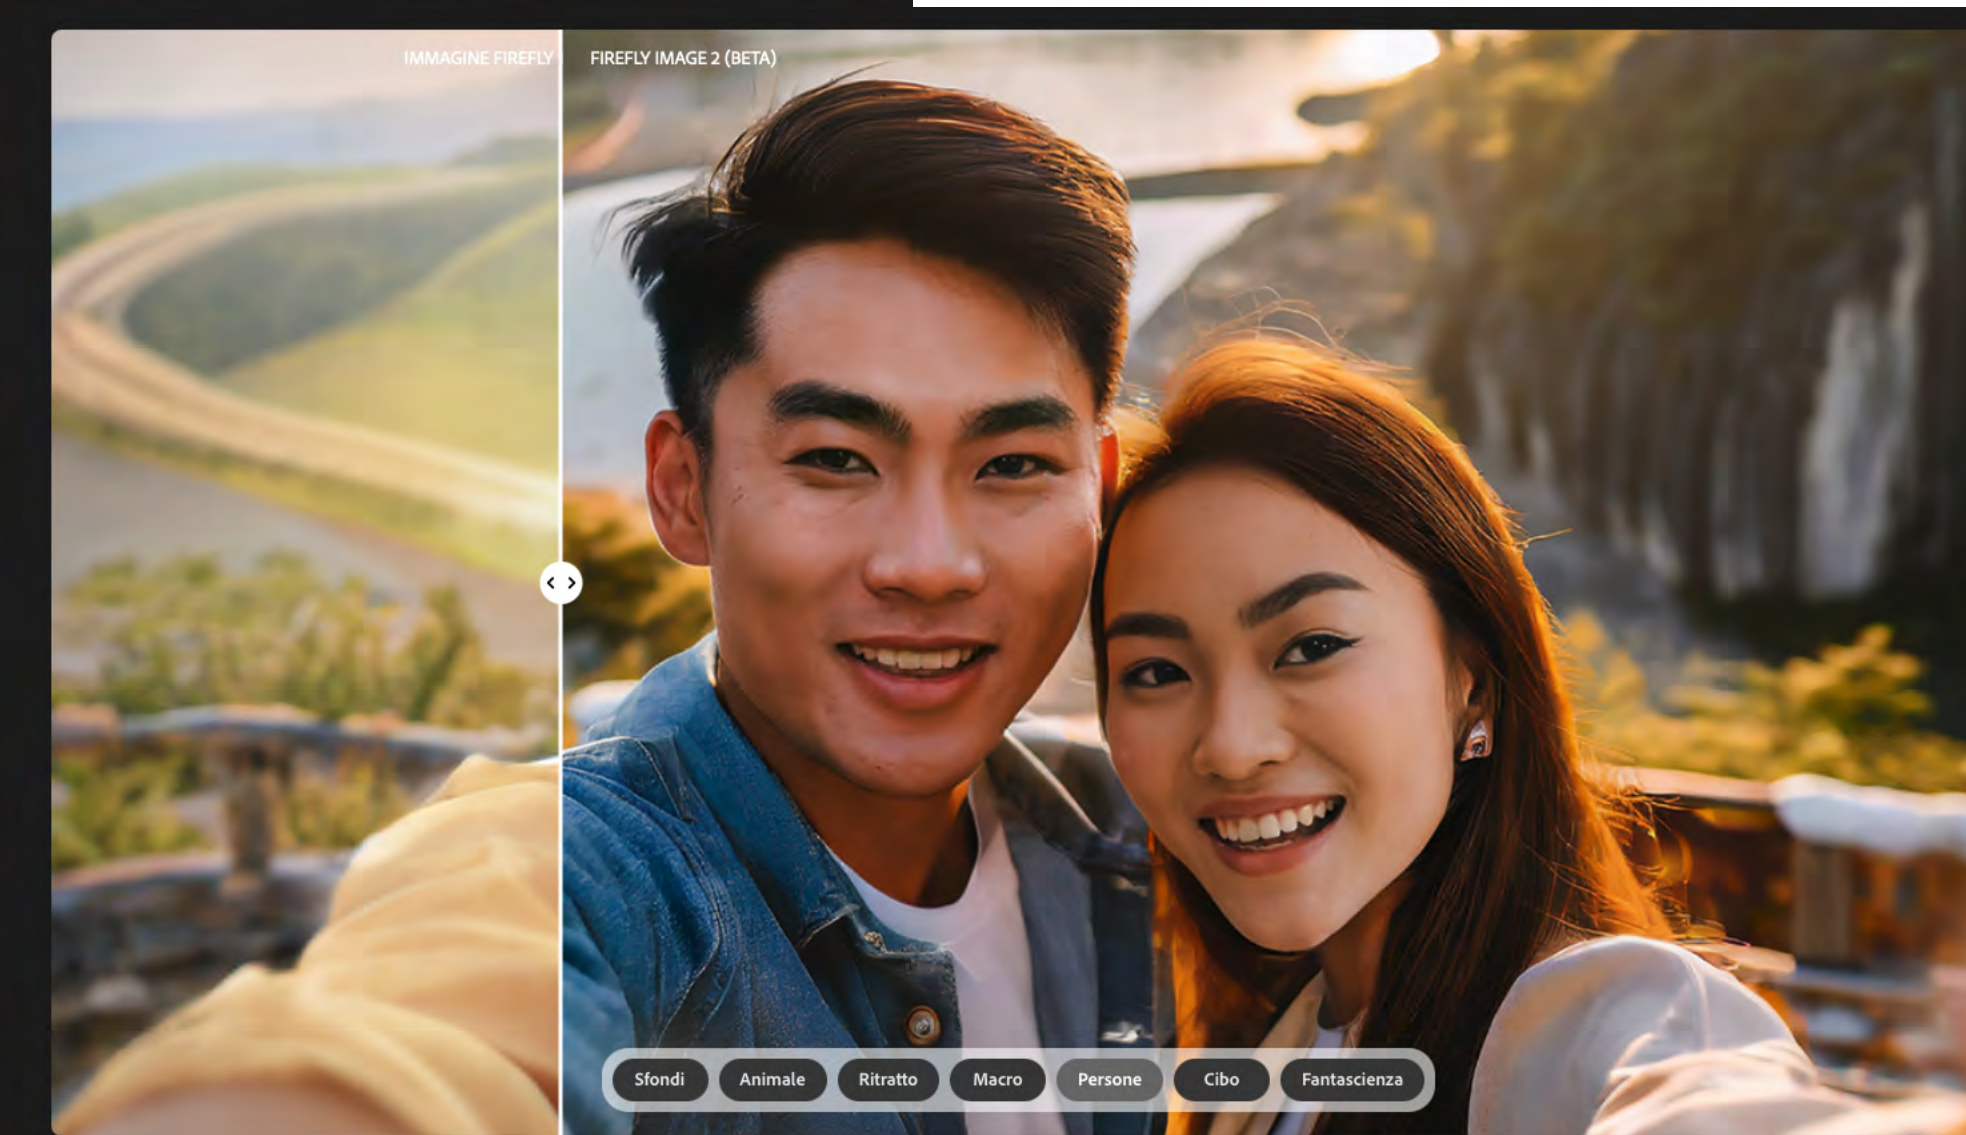 IMMAGINE FIREFLY
FIREFLY IMAGE 2 (BETA)
Sfondi
Animale
Ritratto
Macro
Persone
Cibo
Fantascienza